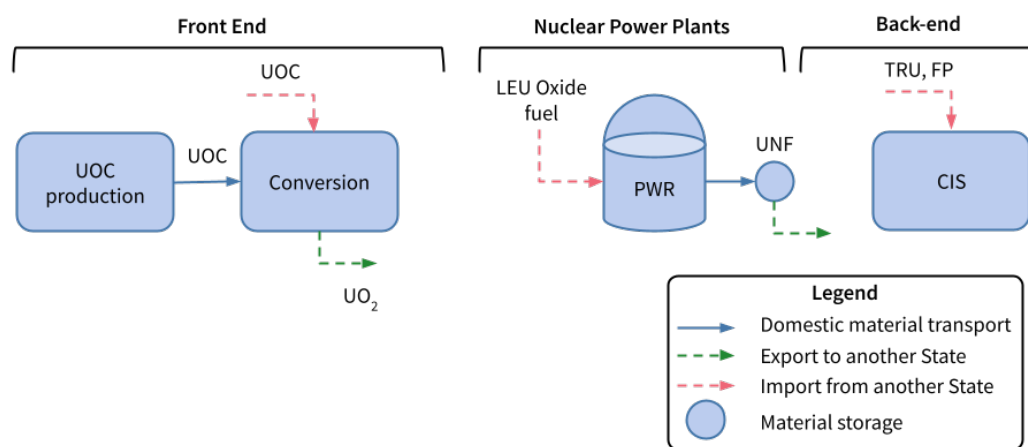 Front End
Nuclear Power Plants
Back-end
UOC
LEU Oxide
fuel
TRU, FP
UOC
production
UOC
Conversion
PWR
UNF
CIS
UO₂
Legend
Domestic material transport
Export to another State
Import from another State
Material storage